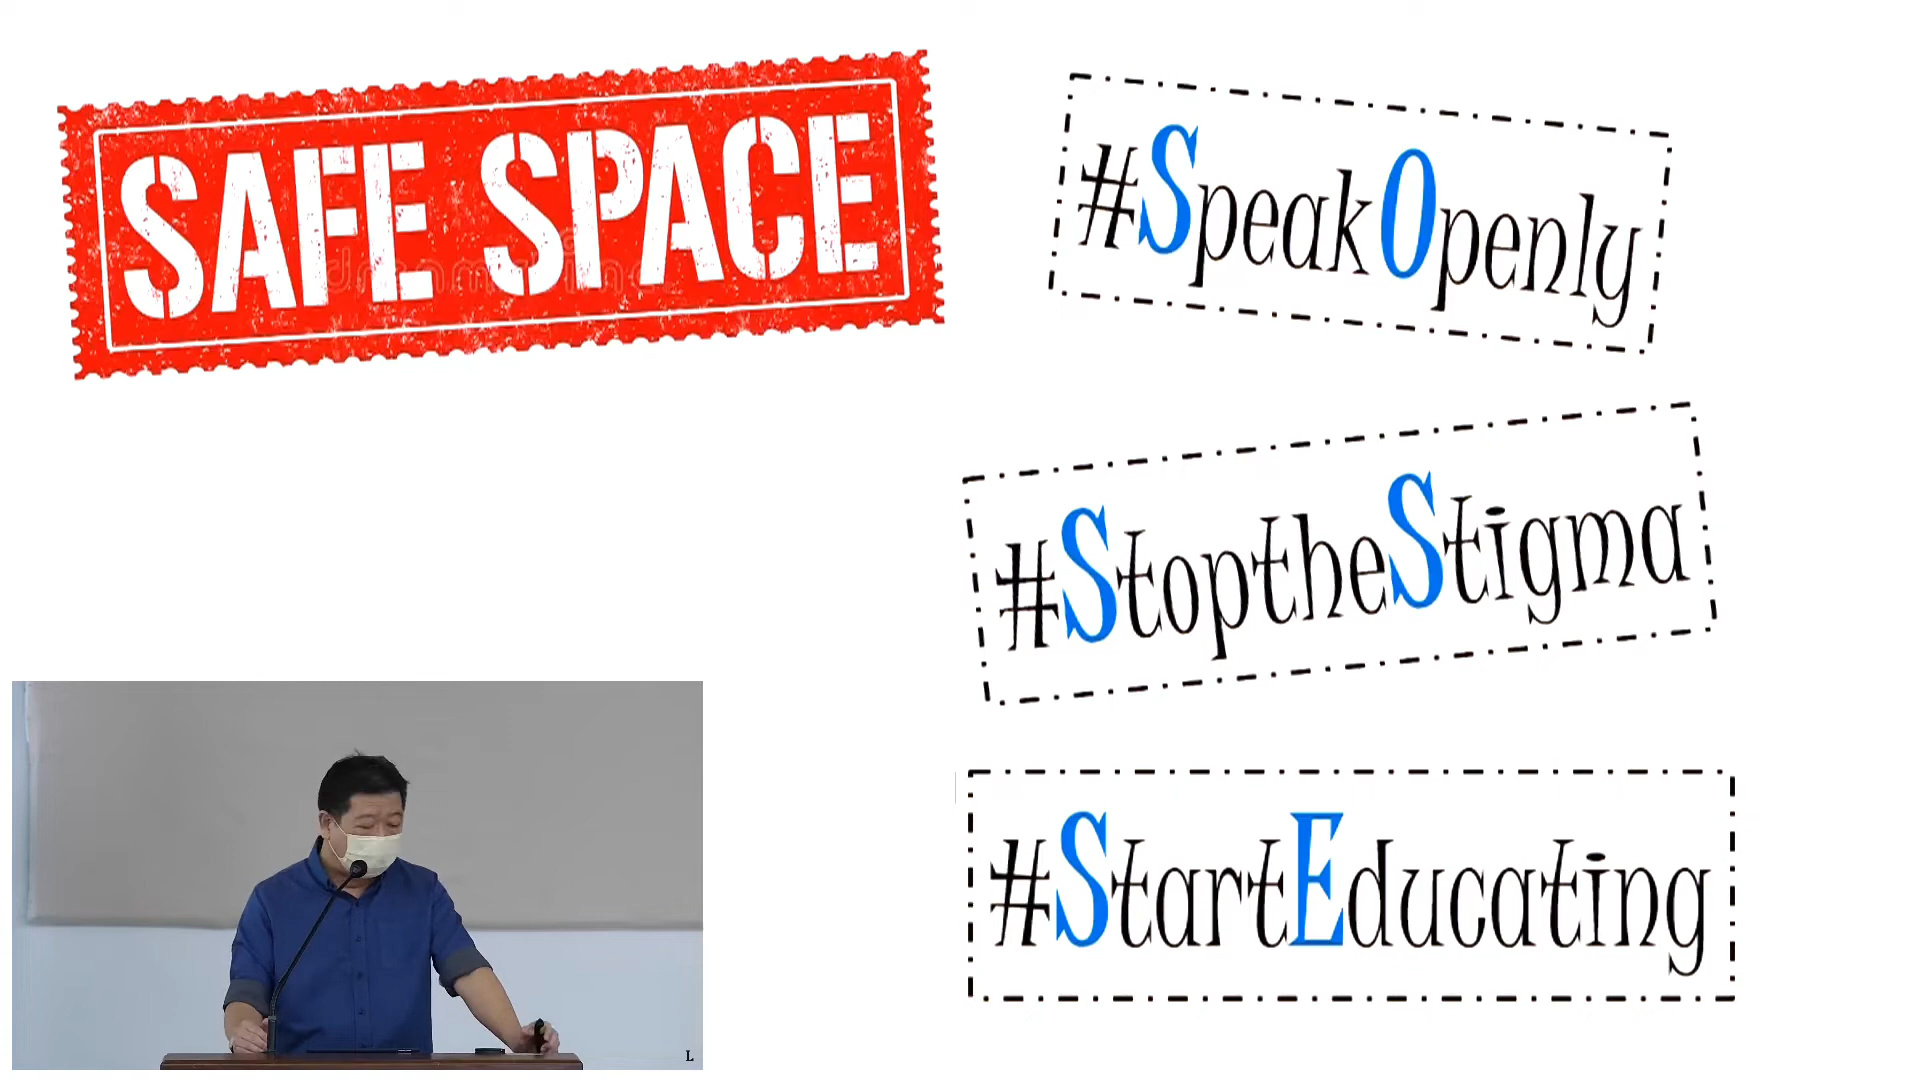 SAFE SPACE
#SpeakOpenly
#StoptheStigma
#StartEducating
L